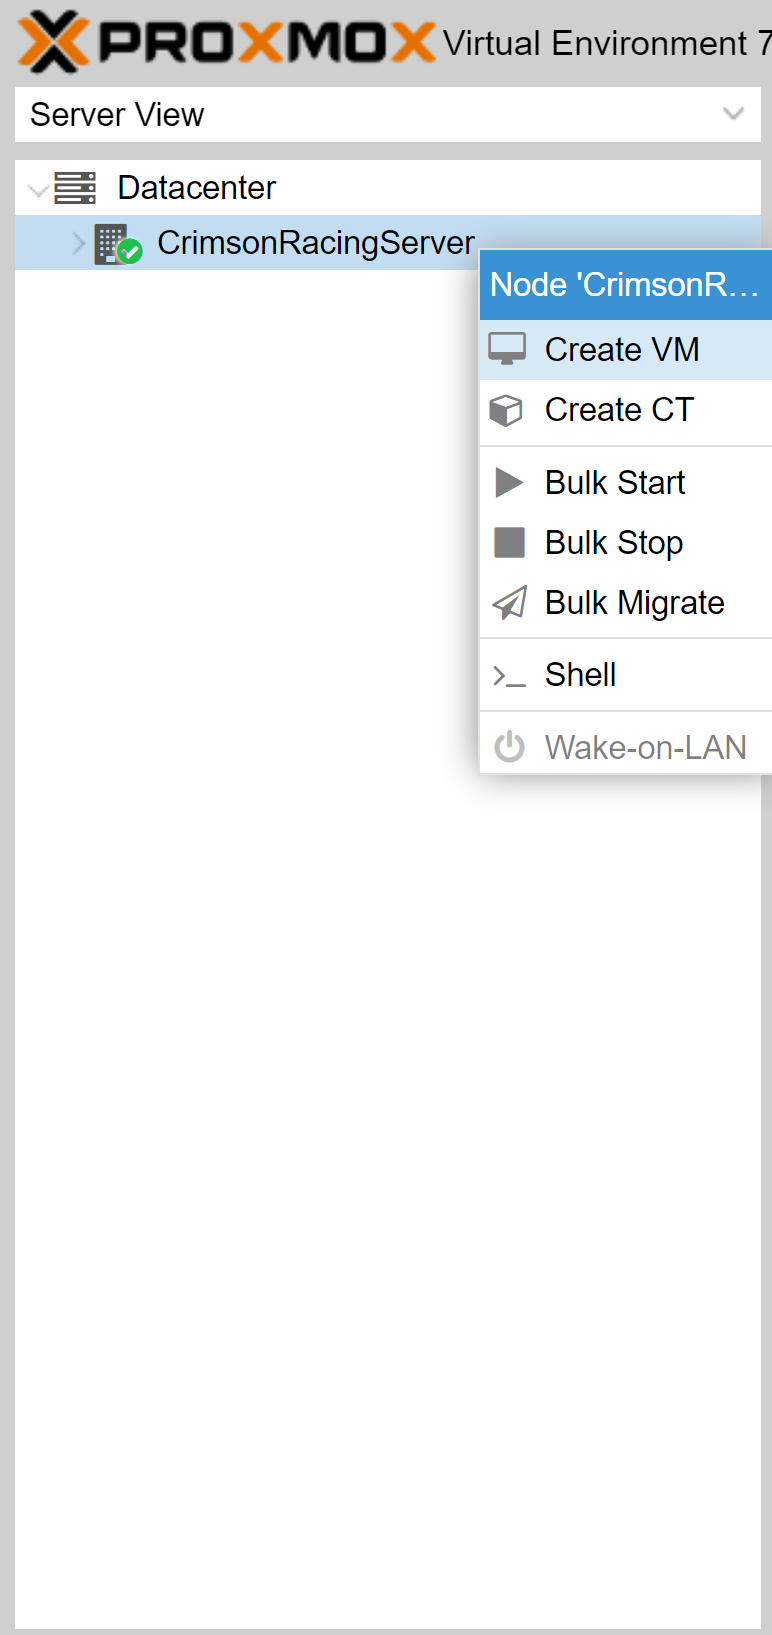 PROXMOX Virtual Environment 7
Server View
Datacenter
CrimsonRacingServer
Node 'CrimsonR...
Create VM
Create CT
Bulk Start
Bulk Stop
Bulk Migrate
Shell
Wake-on-LAN